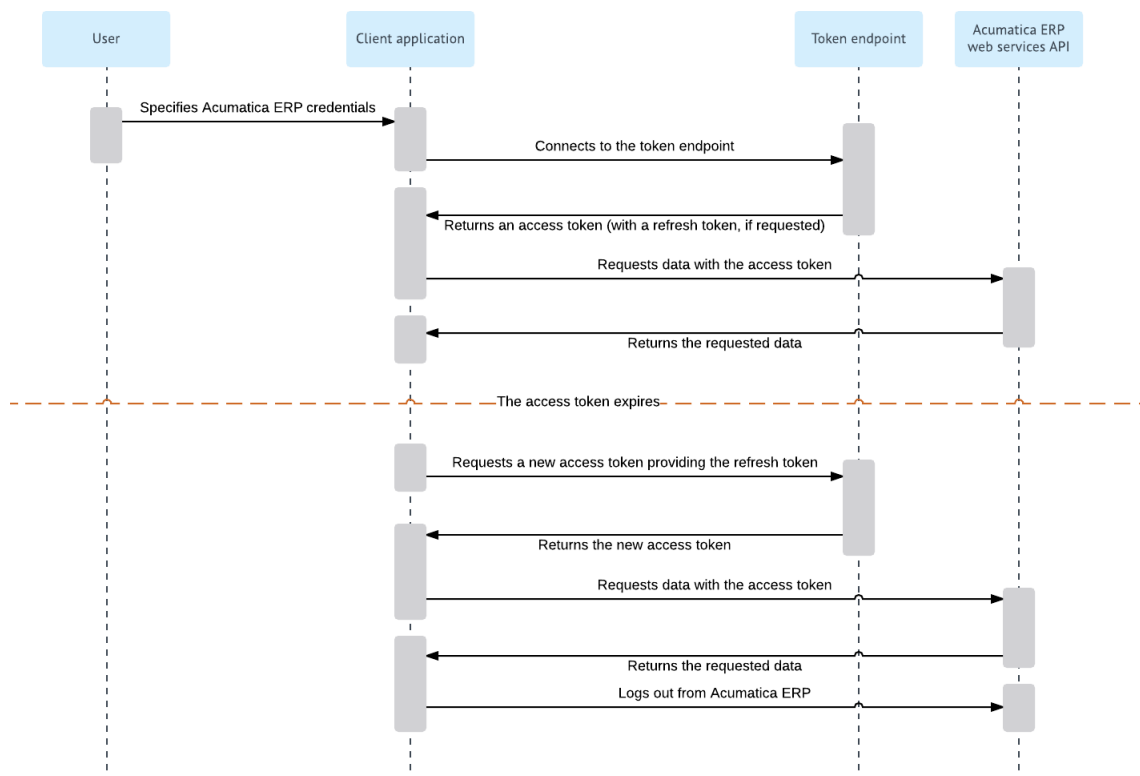 User
Client application
Token endpoint
Acumatica ERP
web services API
Specifies Acumatica ERP credentials
Connects to the token endpoint
Returns an access token (with a refresh token, if requested)
Requests data with the access token
Returns the requested data
The access token expires
Requests a new access token providing the refresh token
Returns the new access token
Requests data with the access token
Returns the requested data
Logs out from Acumatica ERP